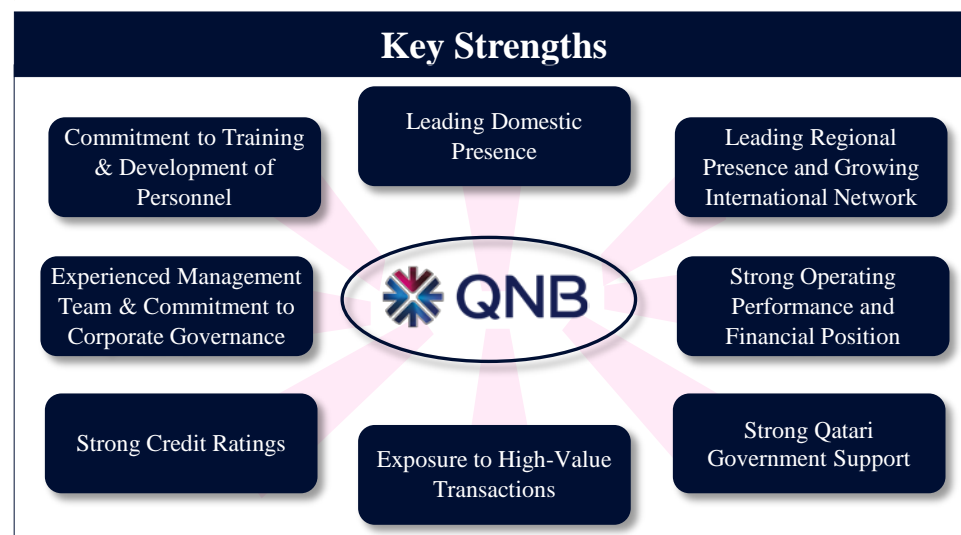 Key Strengths
Leading Domestic
Presence
Commitment to Training
& Development of
Personnel
Leading Regional
Presence and Growing
International Network
Experienced Management
Team & Commitment to
Corporate Governance
QNB
Strong Operating
Performance and
Financial Position
Strong Credit Ratings
Exposure to High-Value
Transactions
Strong Qatari
Government Support